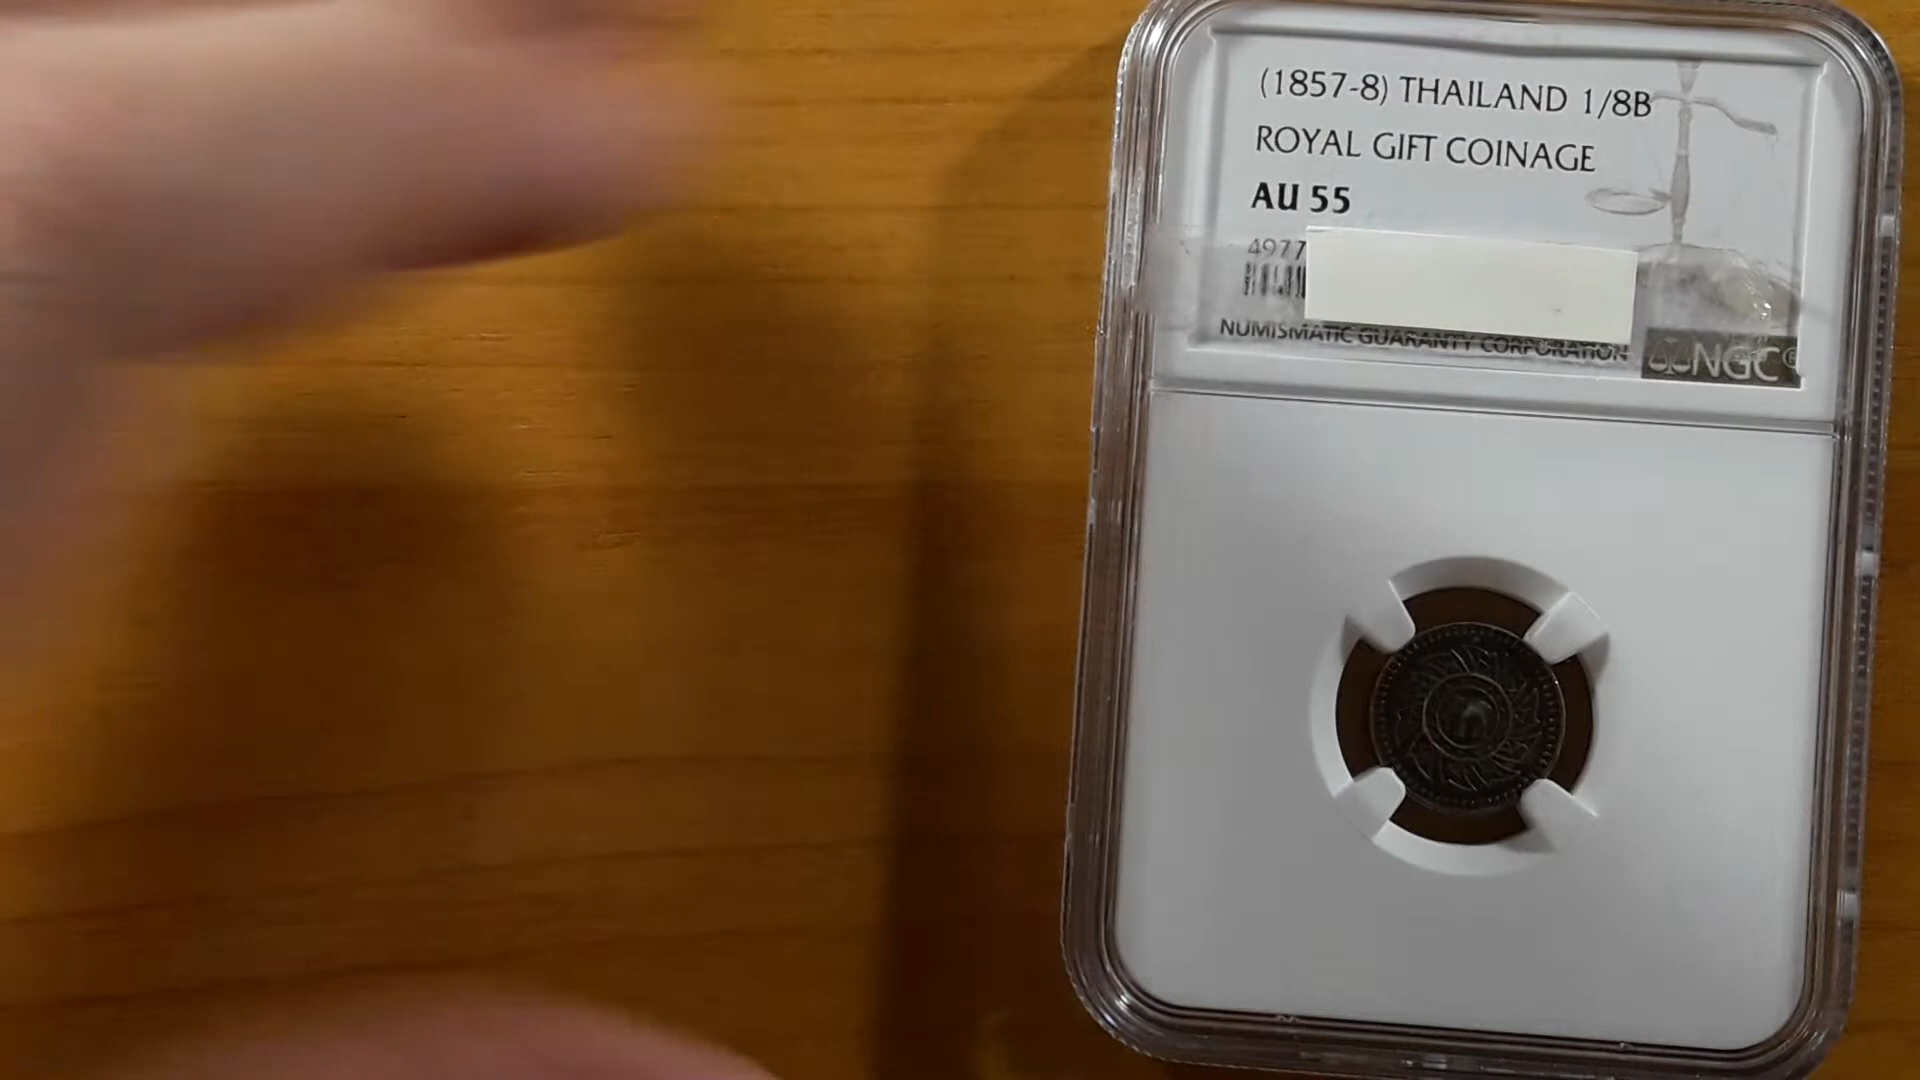 (1857-8) THAILAND 1/8B
ROYAL GIFT COINAGE
AU 55
4977
NUMISMATIC GUARANTY CORPORATION
NGC®